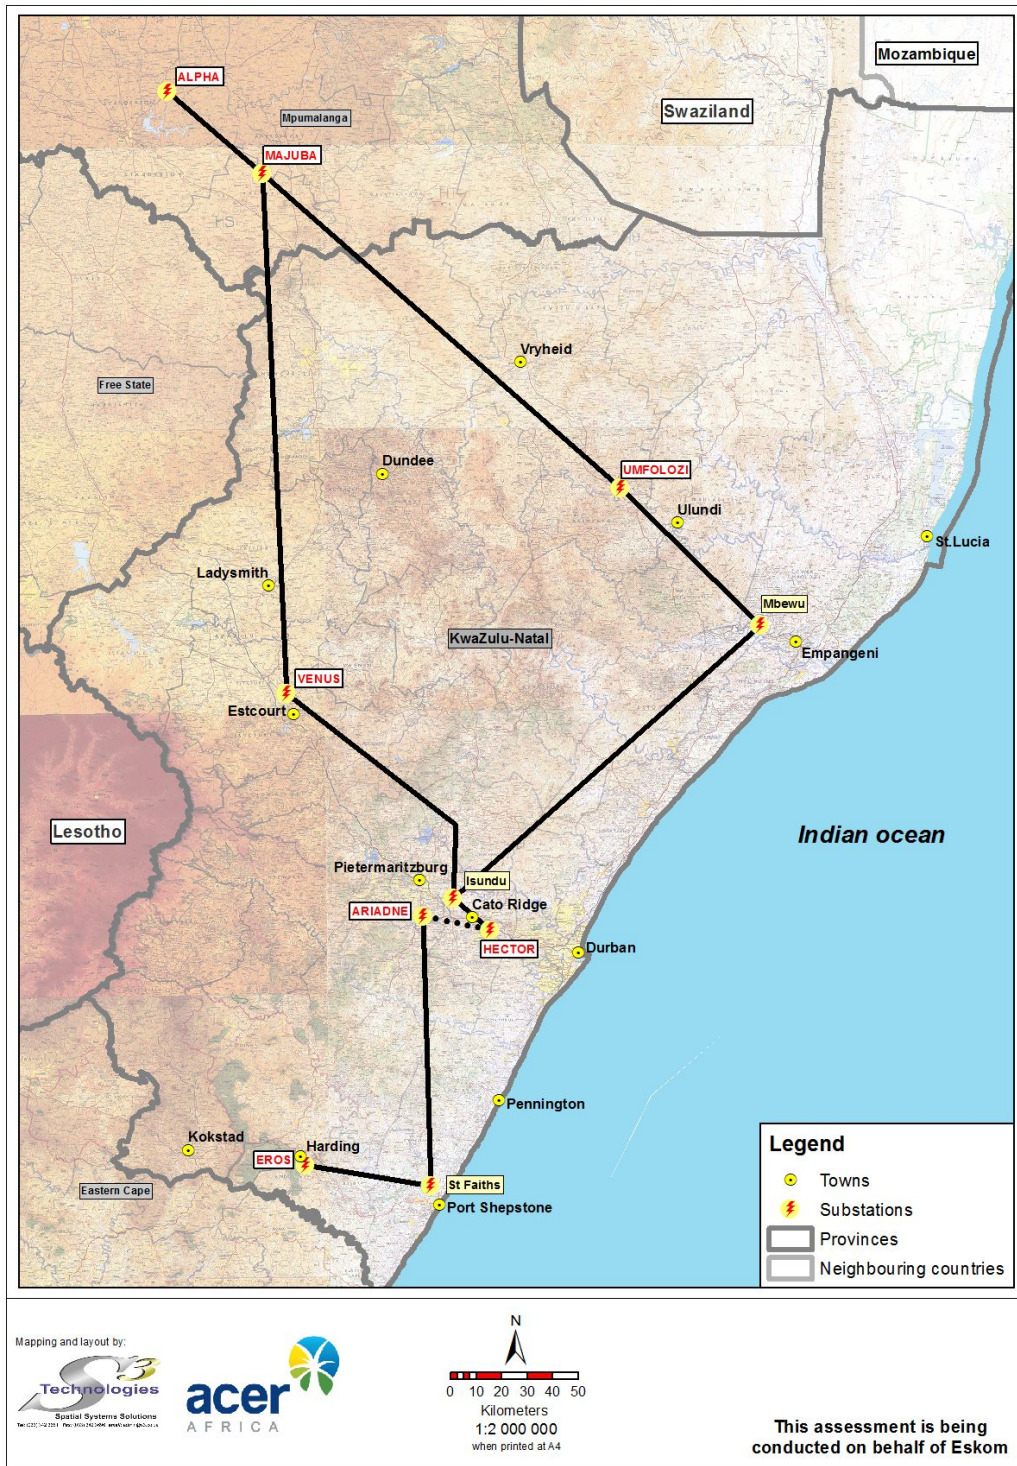 Mozambique
ALPHA
Swaziland
Mpumalanga
MAJUBA
Vryheid
Free State
Dundee
UMFOLOZI
Ulundi
St.Lucia
Ladysmith
Mbewu
KwaZulu-Natal
Empangeni
VENUS
Estcourt
Lesotho
Indian ocean
Pietermaritzburg
Isundu
Cato Ridge
ARIADNE
HECTOR
Durban
Pennington
Kokstad
Harding
EROS
Eastern Cape
St Faiths
Port Shepstone
Legend
Towns
Substations
Provinces
Neighbouring countries
Mapping and layout by:
S3
Technologies
Spatial Systems Solutions
acer
AFRICA
N
0 10 20 30 40 50
Kilometers
1:2 000 000
when printed at A4
This assessment is being
conducted on behalf of Eskom